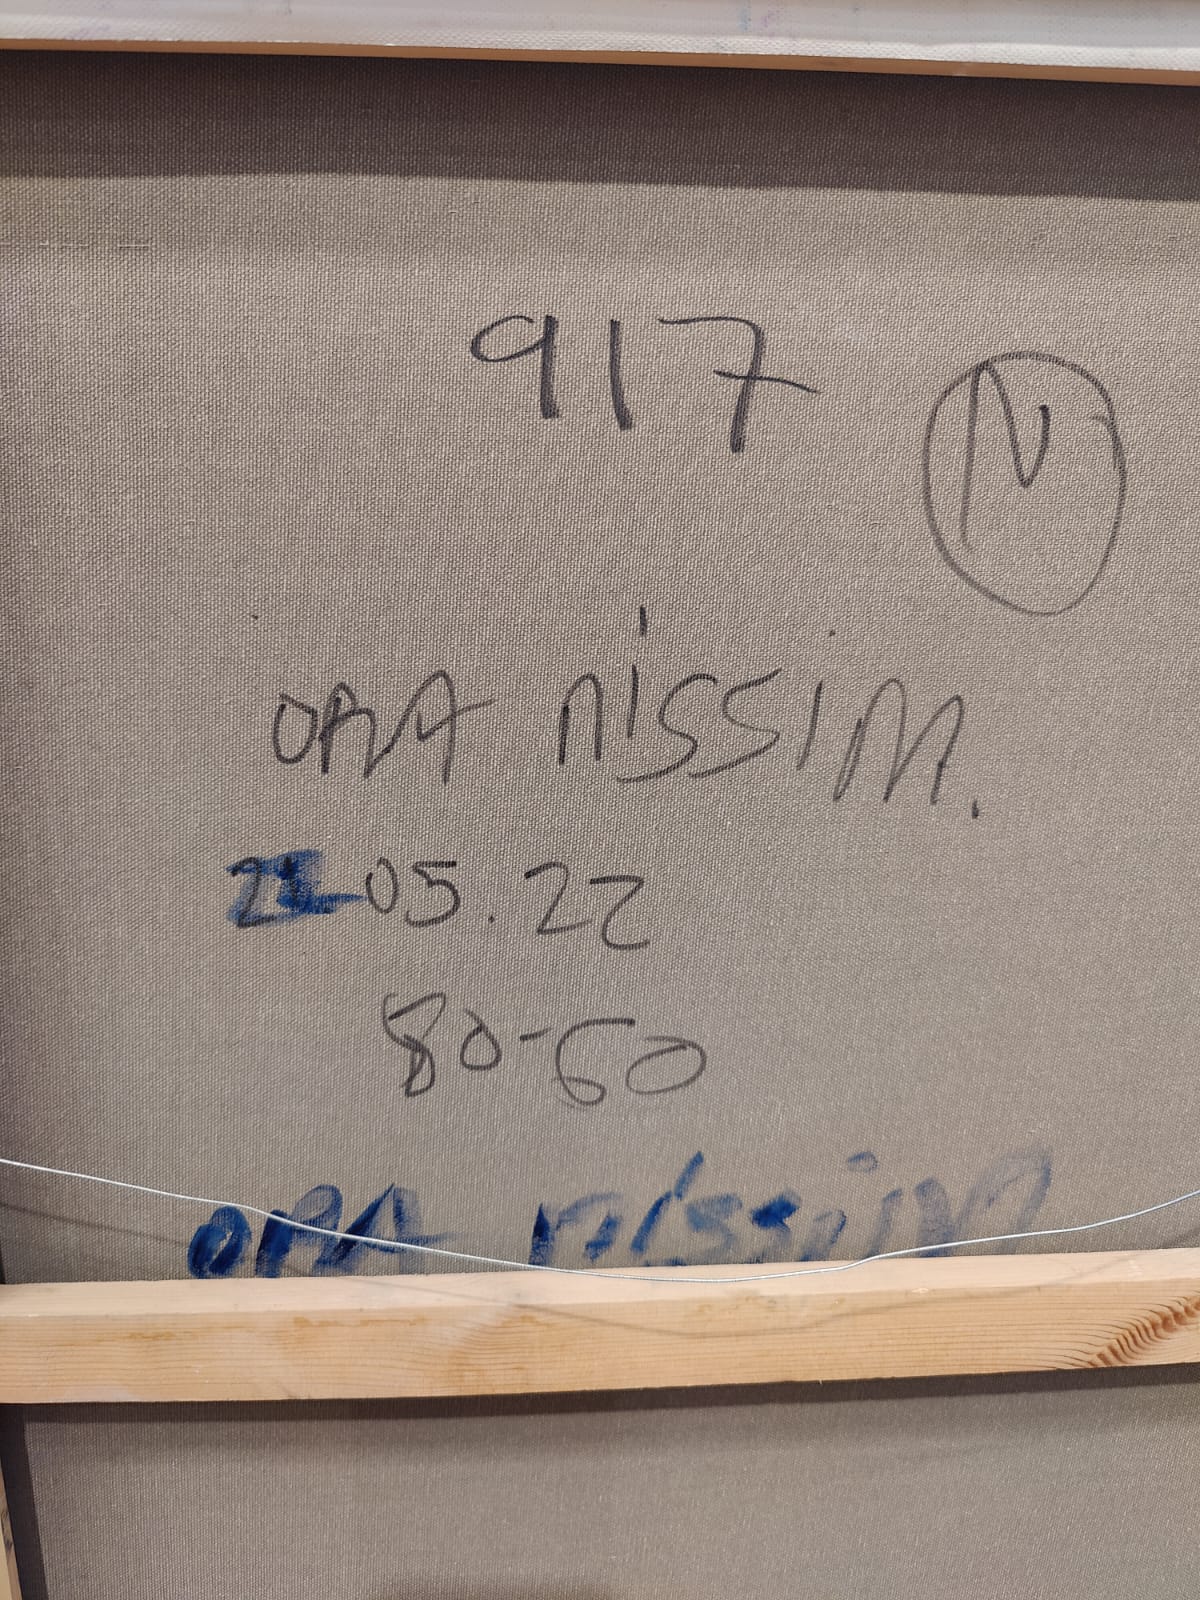 917
N
ORA NISSIM.
05.22
80-60
ORA NISSIM